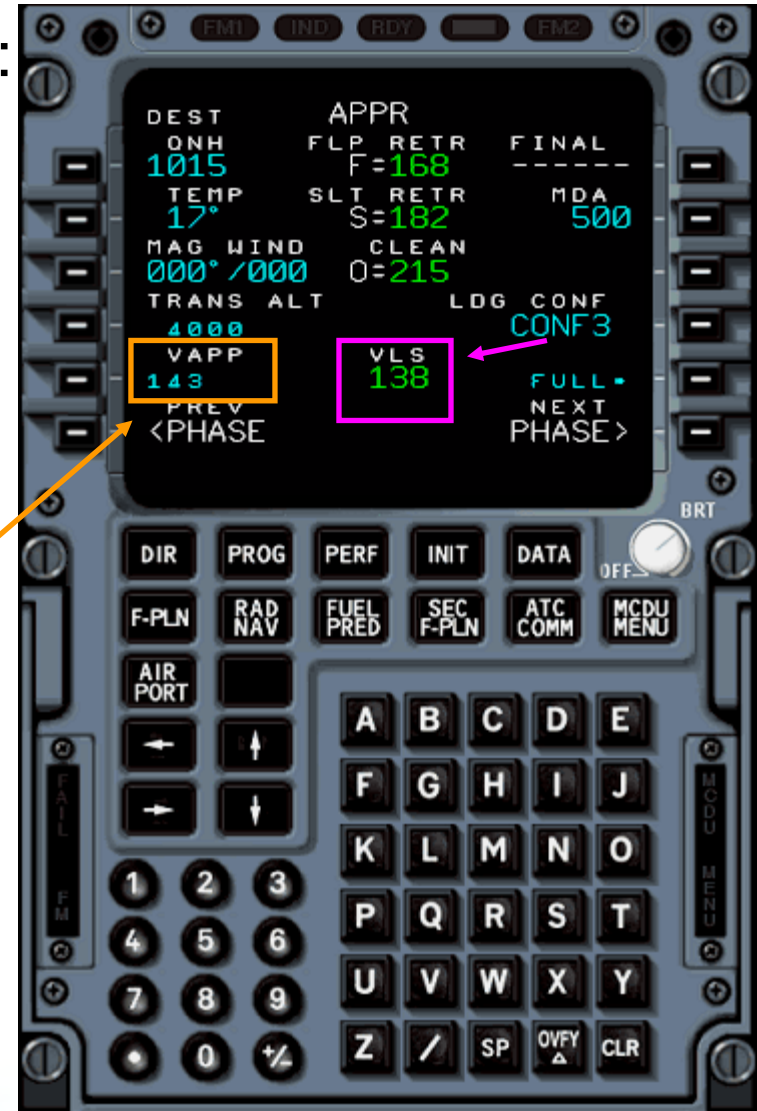 :
FM1 IND RDY FM2
DEST APPR
QNH FLP RETR FINAL
1015 F=168 ------
TEMP SLT RETR MDA
17° S=182 500
MAG WIND CLEAN
000°/000 O=215
TRANS ALT LDG CONF
4000 CONF3
VAPP VLS
143 138 FULL
PREV NEXT
<PHASE PHASE>
BRT
OFF
DIR PROG PERF INIT DATA
F-PLN RAD NAV FUEL PRED SEC F-PLN ATC COMM MCDU MENU
AIR PORT
← ↑
→ ↓
A B C D E
F G H I J
K L M N O
P Q R S T
U V W X Y
Z / SP OVFY Δ CLR
1 2 3
4 5 6
7 8 9
• 0 +/-
FAIL FM
MCDU MENU